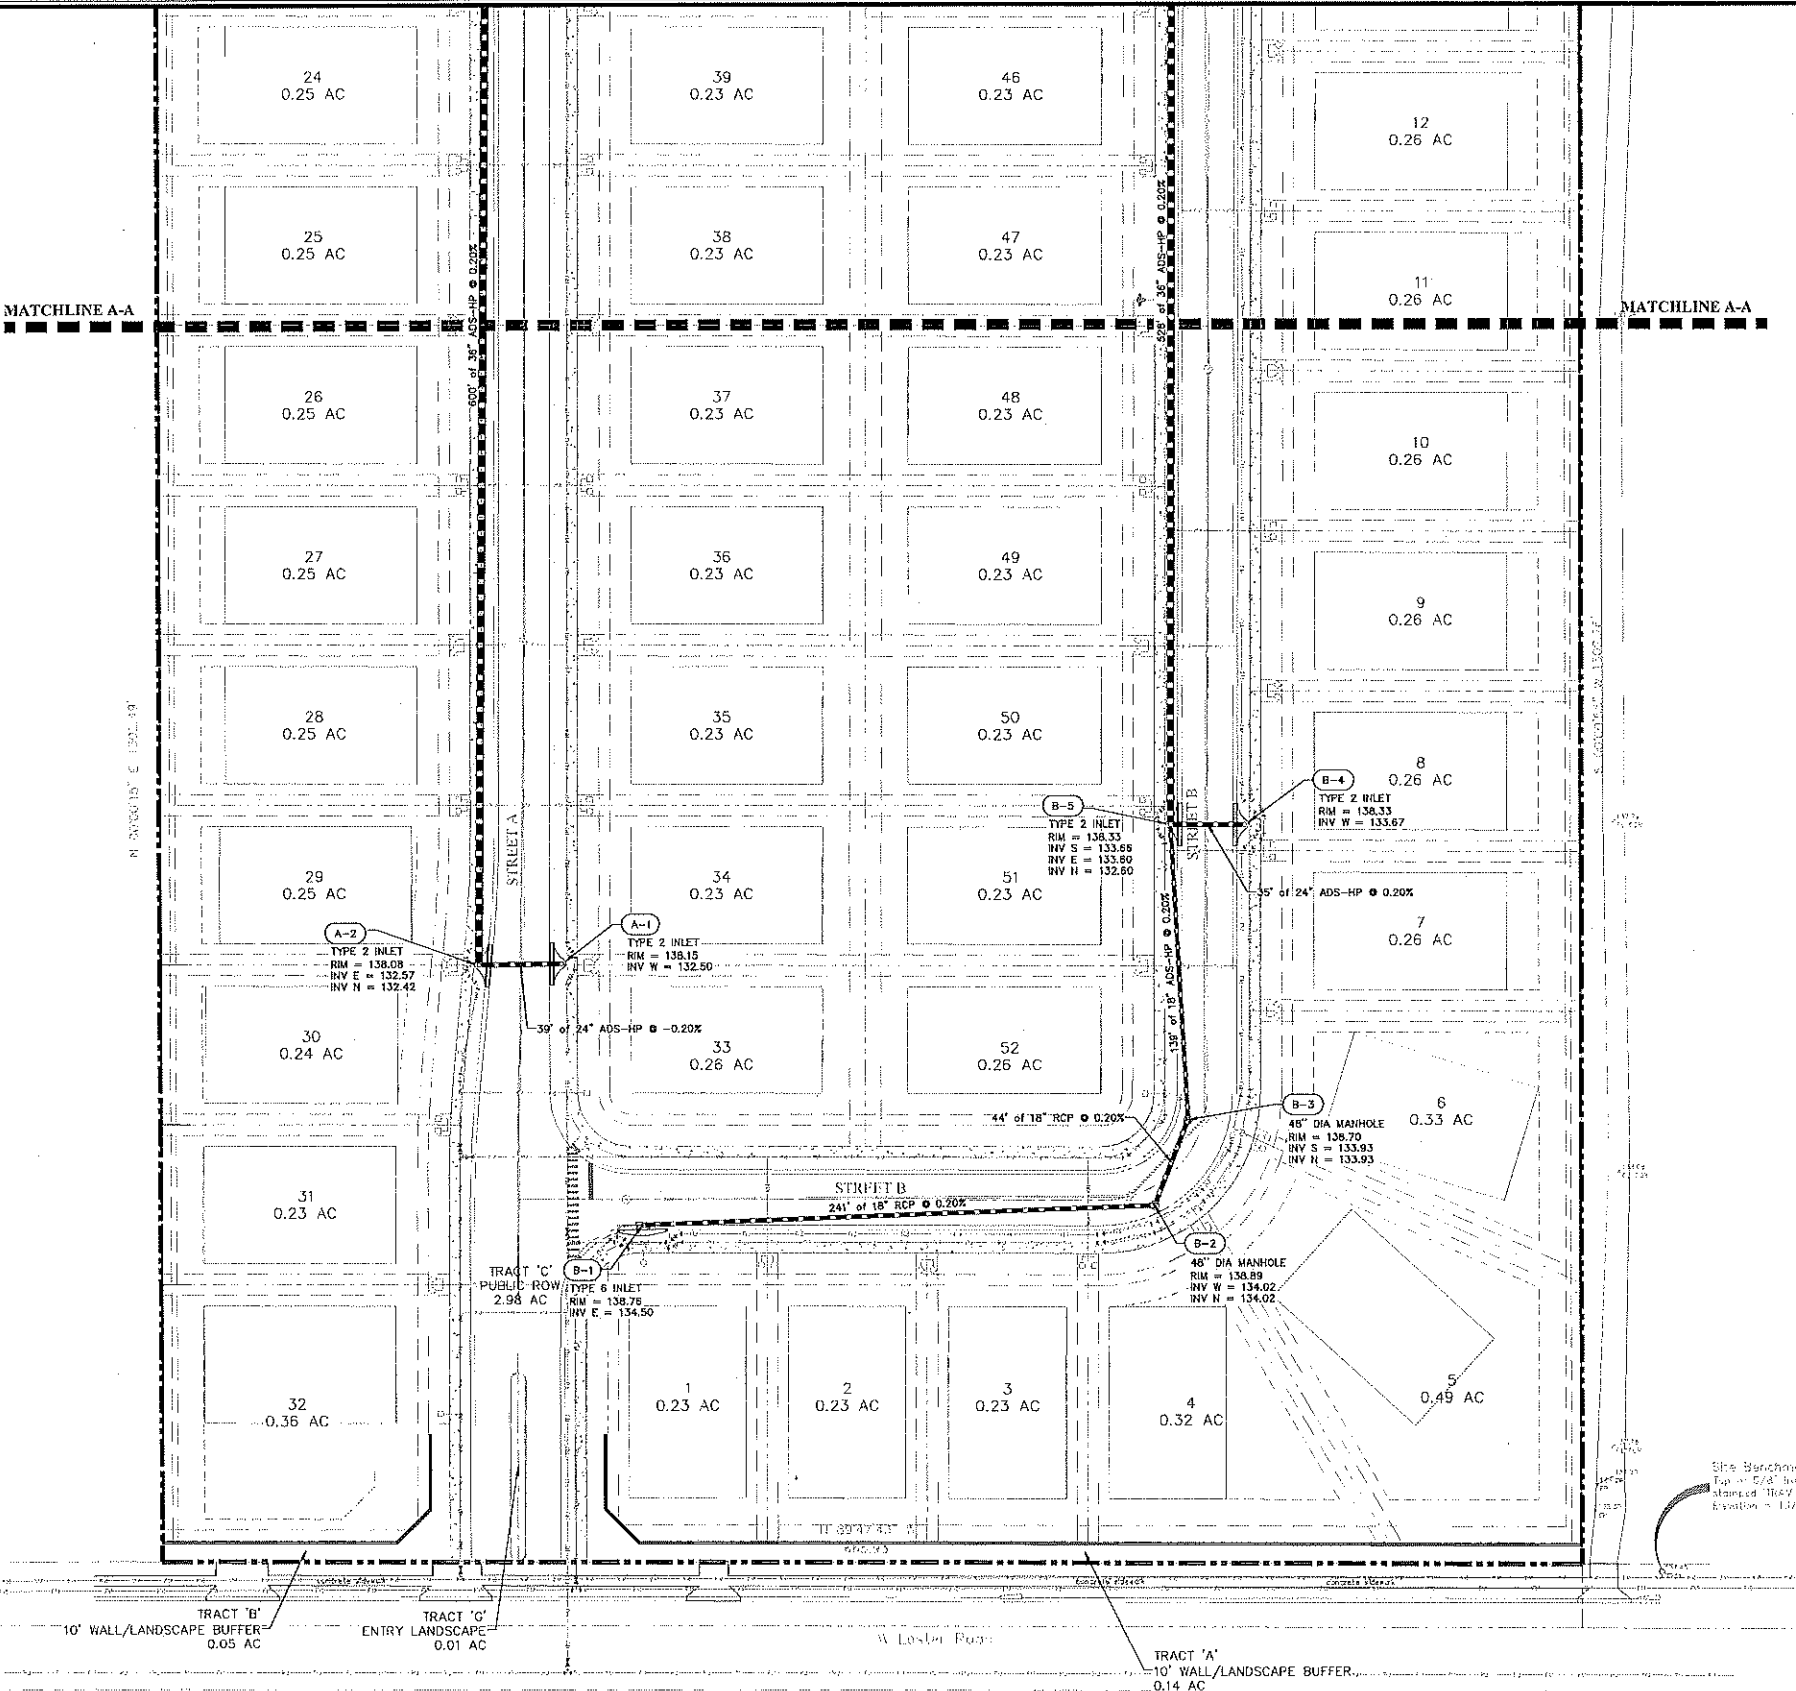 24
0.25 AC
39
0.23 AC
46
0.23 AC
12
0.26 AC
25
0.25 AC
38
0.23 AC
47
0.23 AC
11
0.26 AC
600' of 36" ADS-HP @ 0.20%
528' of 36" ADS-HP @ 0.20%
MATCHLINE A-A
MATCHLINE A-A
26
0.25 AC
37
0.23 AC
48
0.23 AC
10
0.26 AC
27
0.25 AC
36
0.23 AC
49
0.23 AC
9
0.26 AC
28
0.25 AC
35
0.23 AC
50
0.23 AC
8
0.26 AC
B-4
TYPE 2 INLET
RIM = 138.33
INV W = 133.67
B-5
TYPE 2 INLET
RIM = 138.33
INV S = 133.66
INV E = 133.60
INV N = 132.60
STREET B
STREET A
29
0.25 AC
34
0.23 AC
51
0.23 AC
35' of 24" ADS-HP @ 0.20%
7
0.26 AC
A-2
TYPE 2 INLET
RIM = 138.08
INV E = 132.57
INV N = 132.42
A-1
TYPE 2 INLET
RIM = 138.15
INV W = 132.50
139' of 18" ADS-HP @ 0.20%
39' of 24" ADS-HP @ -0.20%
30
0.24 AC
33
0.26 AC
52
0.26 AC
6
0.33 AC
44' of 18" RCP @ 0.20%
B-3
48" DIA MANHOLE
RIM = 138.70
INV S = 133.93
INV N = 133.93
31
0.23 AC
STREET B
241' of 18" RCP @ 0.20%
B-2
48" DIA MANHOLE
RIM = 138.89
INV W = 134.02
INV N = 134.02
TRACT 'C'
PUBLIC ROW
2.98 AC
B-1
TYPE 6 INLET
RIM = 138.76
INV E = 134.50
32
0.36 AC
1
0.23 AC
2
0.23 AC
3
0.23 AC
4
0.32 AC
5
0.49 AC
Site Benchm
concrete sidewalk
concrete sidewalk
concrete sidewalk
TRACT 'B'
10' WALL/LANDSCAPE BUFFER
0.05 AC
TRACT 'G'
ENTRY LANDSCAPE
0.01 AC
TRACT 'A'
10' WALL/LANDSCAPE BUFFER
0.14 AC